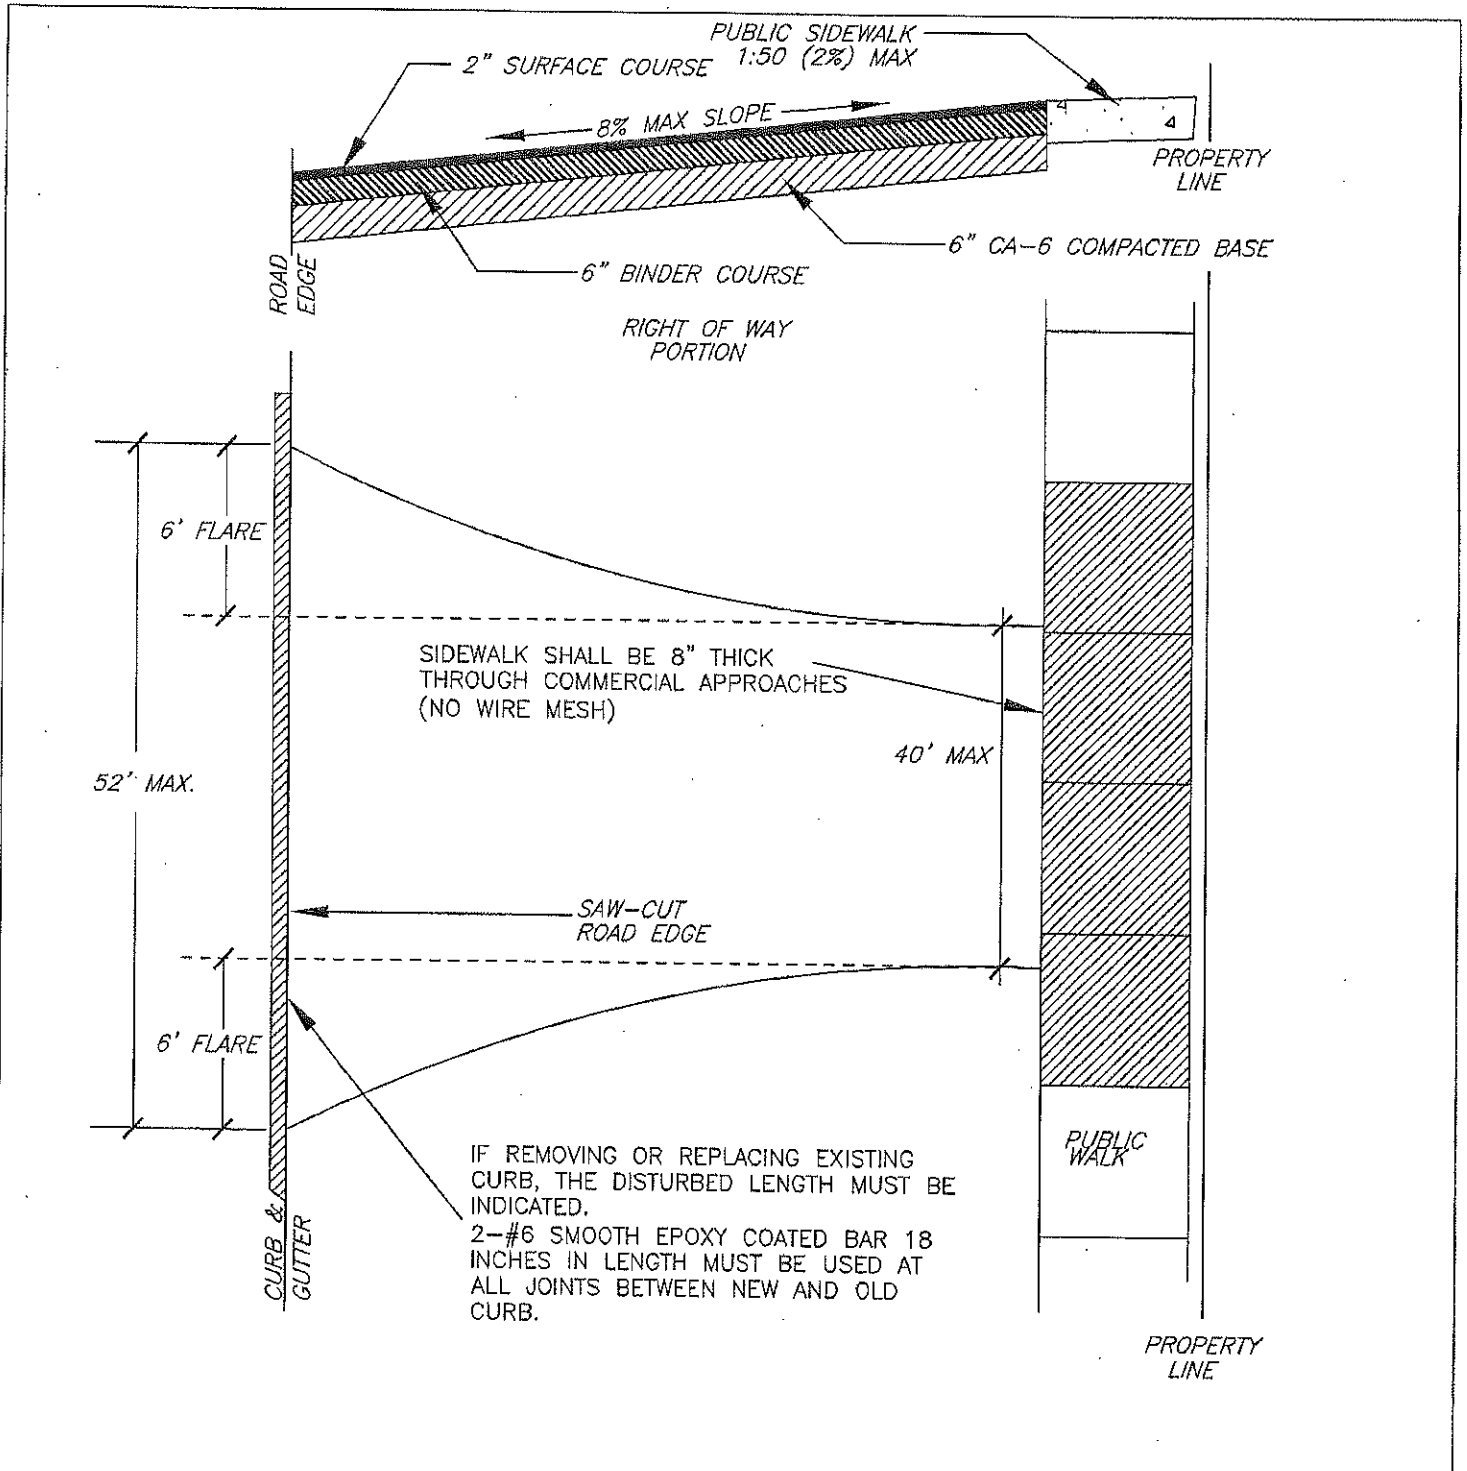 PUBLIC SIDEWALK
1:50 (2%) MAX
2" SURFACE COURSE
8% MAX SLOPE
PROPERTY
LINE
6" CA-6 COMPACTED BASE
6" BINDER COURSE
ROAD
EDGE
RIGHT OF WAY
PORTION
6' FLARE
SIDEWALK SHALL BE 8" THICK
THROUGH COMMERCIAL APPROACHES
(NO WIRE MESH)
40' MAX
52' MAX.
SAW-CUT
ROAD EDGE
6' FLARE
IF REMOVING OR REPLACING EXISTING
CURB, THE DISTURBED LENGTH MUST BE
INDICATED.
2-#6 SMOOTH EPOXY COATED BAR 18
INCHES IN LENGTH MUST BE USED AT
ALL JOINTS BETWEEN NEW AND OLD
CURB.
PUBLIC
WALK
CURB &
GUTTER
PROPERTY
LINE